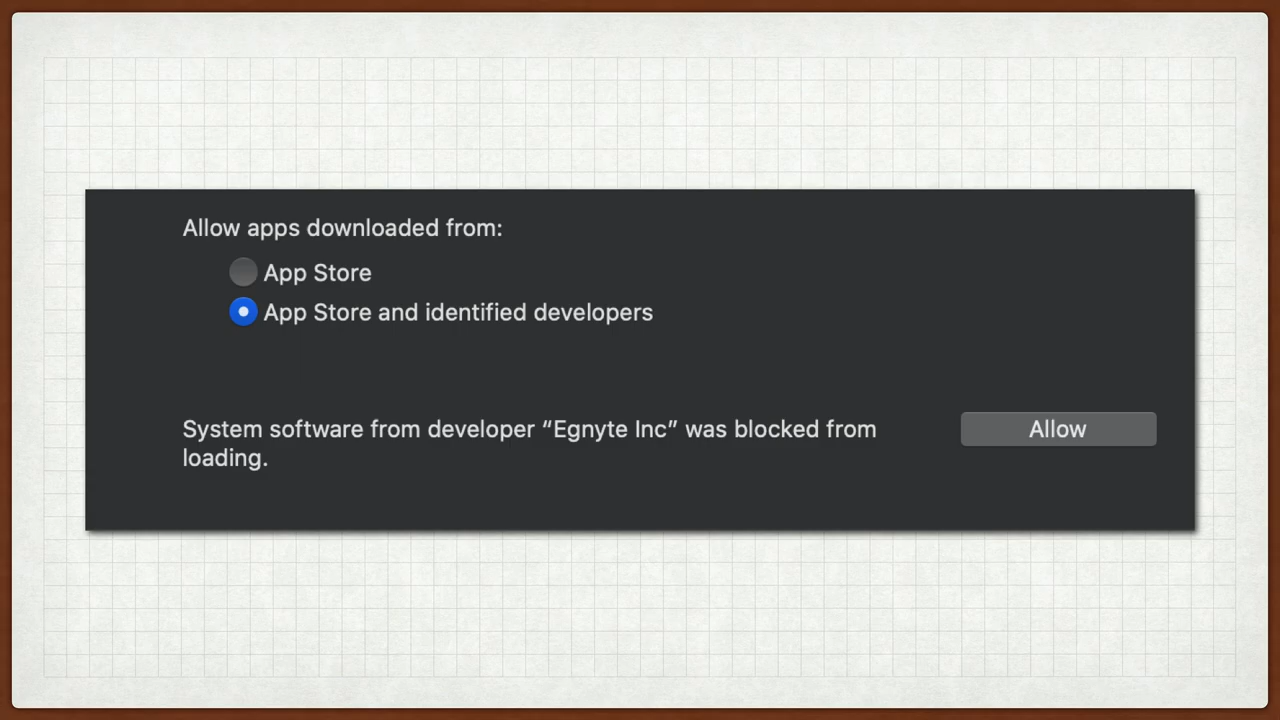 Allow apps downloaded from:
App Store
App Store and identified developers
System software from developer “Egnyte Inc” was blocked from
loading.
Allow